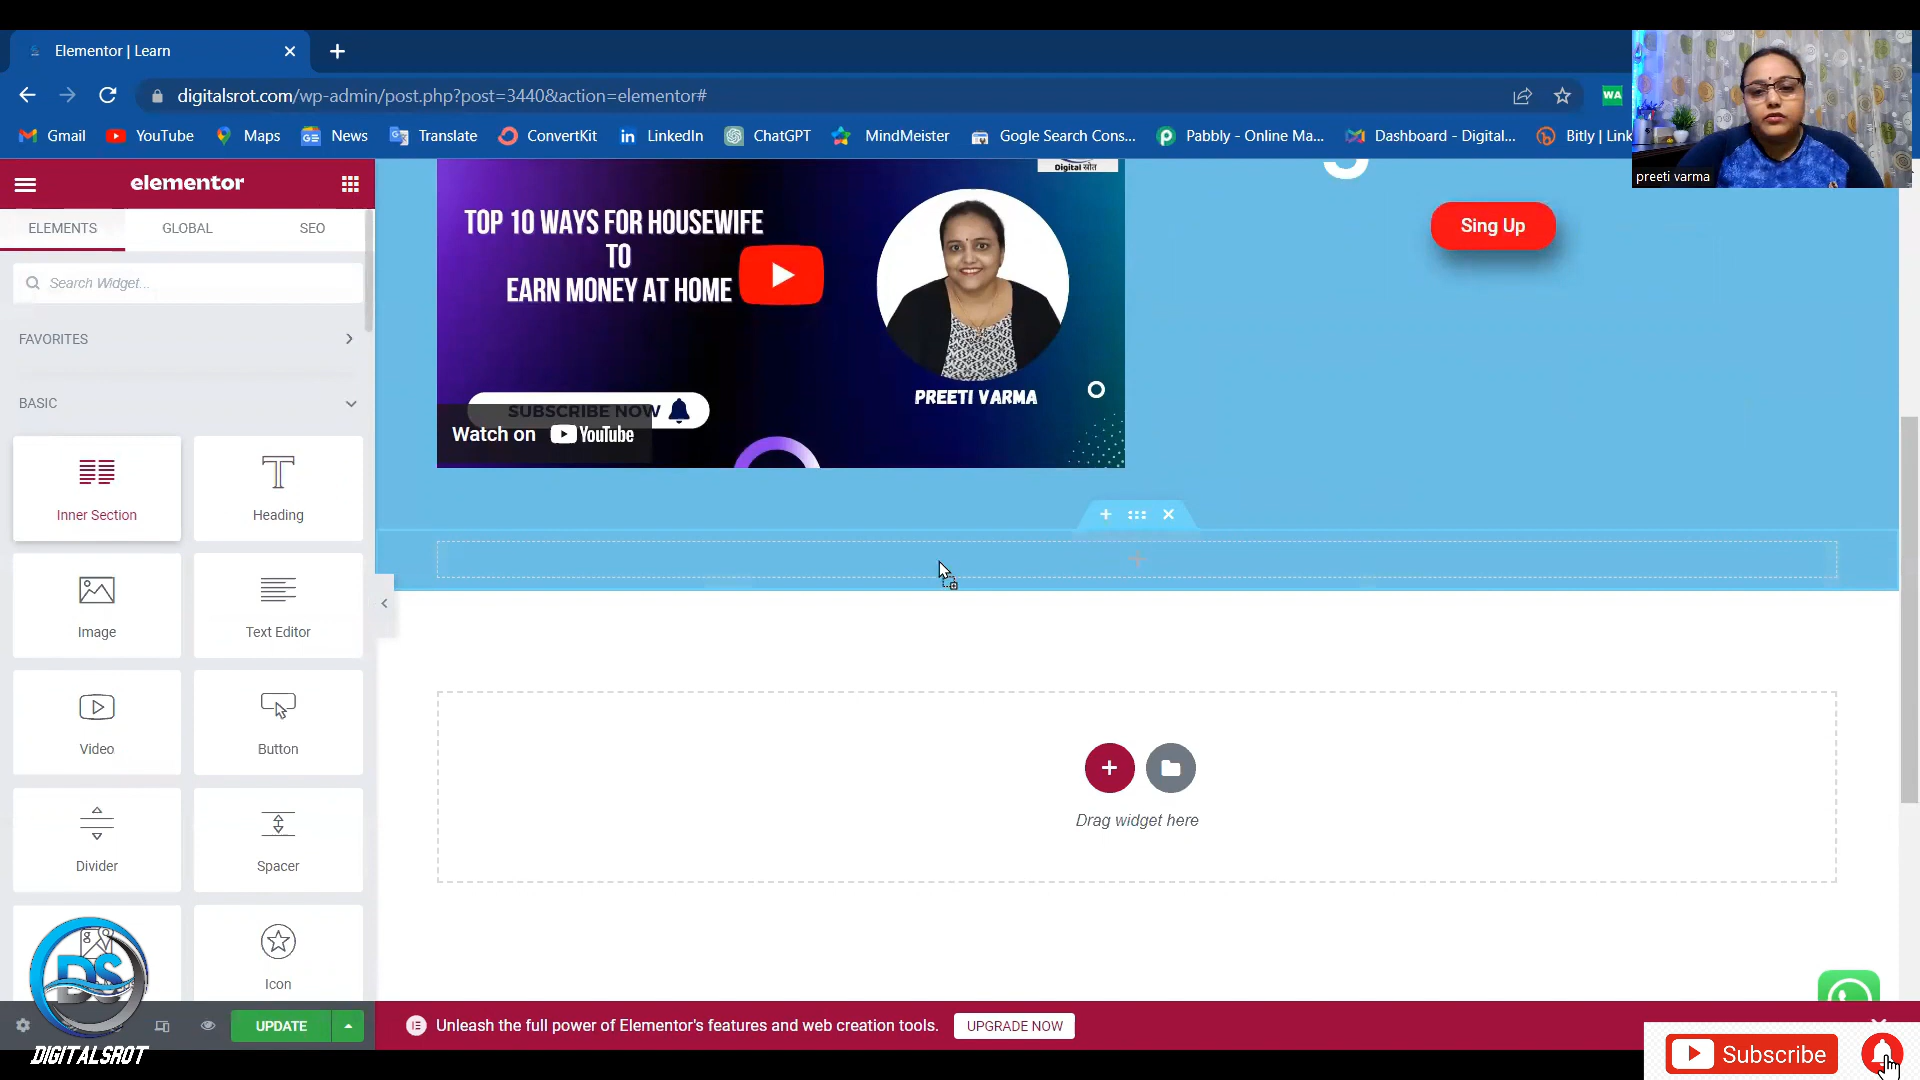 Elementor | Learn
digitalsrot.com/wp-admin/post.php?post=3440&action=elementor#
WA
Gmail YouTube Maps News Translate ConvertKit LinkedIn ChatGPT MindMeister Gogle Search Cons... Pabbly - Online Ma... Dashboard - Digital... Bitly | Link
preeti varma
elementor
ELEMENTS GLOBAL SEO
Search Widget...
FAVORITES
BASIC
Inner Section
Heading
Image
Text Editor
Video
Button
Divider
Spacer
Icon
DS
DIGITALSROT
UPDATE
Digital स्रोत
TOP 10 WAYS FOR HOUSEWIFE
TO
EARN MONEY AT HOME
PREETI VARMA
SUBSCRIBE NOW
Watch on YouTube
Sing Up
Drag widget here
Unleash the full power of Elementor's features and web creation tools. UPGRADE NOW
Subscribe